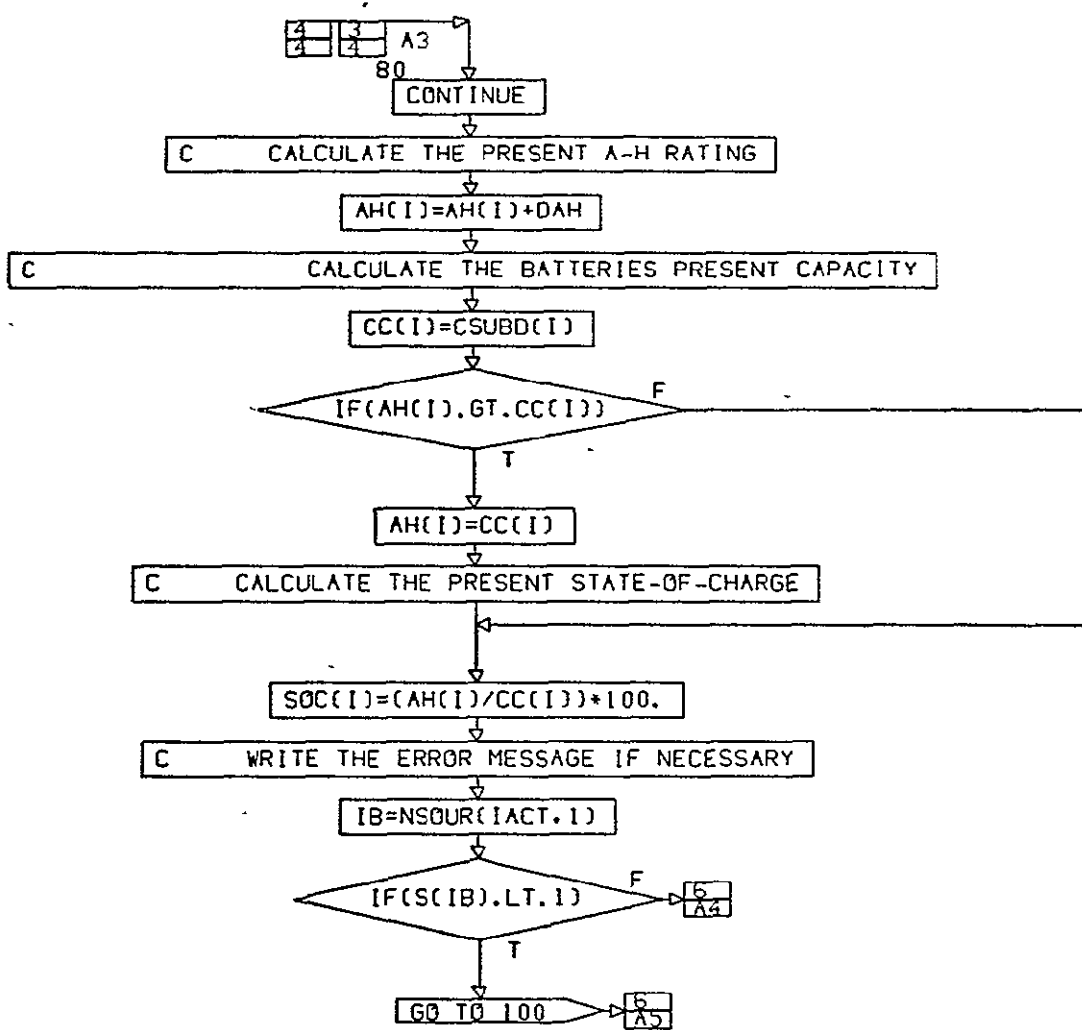 4 3
4 4 A3
80
CONTINUE
C CALCULATE THE PRESENT A-H RATING
AH(I)=AH(I)+DAH
C CALCULATE THE BATTERIES PRESENT CAPACITY
CC(I)=CSUBD(I)
IF(AH(I).GT.CC(I))
F
T
AH(I)=CC(I)
C CALCULATE THE PRESENT STATE-OF-CHARGE
SOC(I)=(AH(I)/CC(I))*100.
C WRITE THE ERROR MESSAGE IF NECESSARY
IB=NSOUR(IACT,1)
IF(S(IB).LT.1)
F
6
A4
T
GO TO 100
6
A5